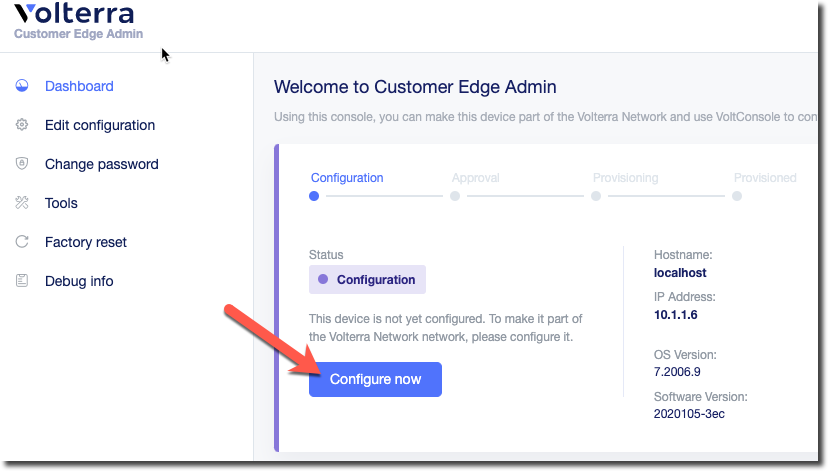 Volterra
Customer Edge Admin
Dashboard
Edit configuration
Change password
Tools
Factory reset
Debug info
Welcome to Customer Edge Admin
Using this console, you can make this device part of the Volterra Network and use VoltConsole to con
Configuration
Approval
Provisioning
Provisioned
Status
Configuration
This device is not yet configured. To make it part of
the Volterra Network network, please configure it.
Configure now
Hostname:
localhost
IP Address:
10.1.1.6
OS Version:
7.2006.9
Software Version:
2020105-3ec